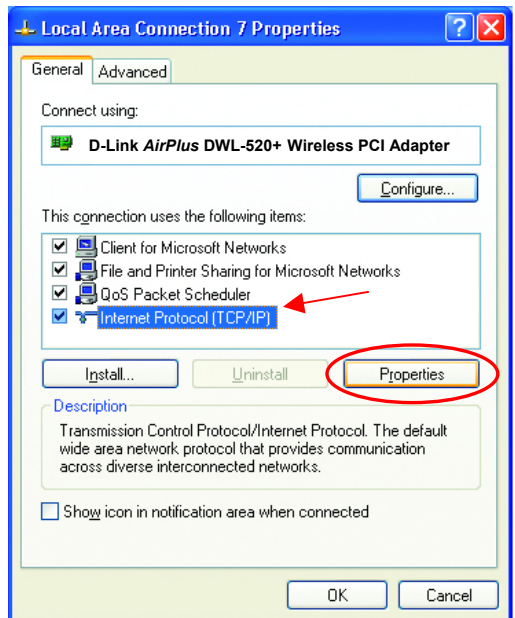 Local Area Connection 7 Properties
General
Advanced
Connect using:
D-Link AirPlus DWL-520+ Wireless PCI Adapter
Configure...
This connection uses the following items:
Client for Microsoft Networks
File and Printer Sharing for Microsoft Networks
QoS Packet Scheduler
Internet Protocol (TCP/IP)
Install...
Uninstall
Properties
Description
Transmission Control Protocol/Internet Protocol. The default
wide area network protocol that provides communication
across diverse interconnected networks.
Show icon in notification area when connected
OK
Cancel